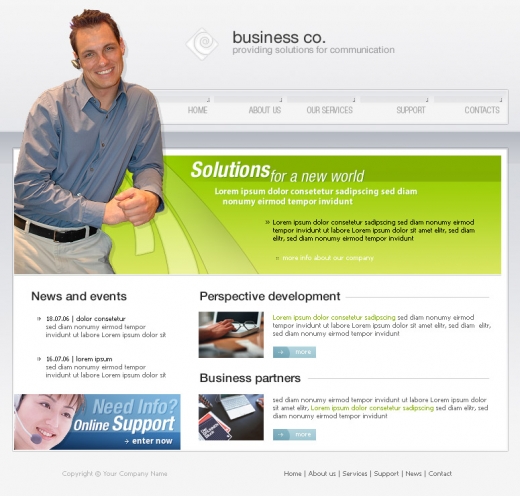 business co.
providing solutions for communication
HOME
ABOUT US
OUR SERVICES
SUPPORT
CONTACTS
Solutions for a new world
Lorem ipsum dolor consetetur sadipscing sed diam
nonumy eirmod tempor invidunt
» Lorem ipsum dolor consetetur sadipscing sed diam nonumy eirmod tempor
invidunt ut labore Lorem ipsum dolor sit amet elitr, sed diam
nonumy eirmod tempor invidunt
more info about our company
News and events
» 18.07.06 | dolor consetetur
sed diam nonumy eirmod tempor
invidunt ut labore ipsum dolor sit
» 16.07.06 | lorem ipsum
sed diam nonumy eirmod tempor
invidunt ut labore ipsum dolor sit
Need Info?
Online Support
enter now
Perspective development
Lorem ipsum dolor consetetur sadipscing sed diam nonumy eirmod
tempor invidunt ut labore Lorem ipsum dolor sit amet sed diam elitr,
sed diam nonumy eirmod tempor invidunt
more
Business partners
sed diam nonumy eirmod tempor invidunt ut labore Lorem ipsum dolor
sit amet Lorem ipsum dolor consetetur sadipscing sed diam nonumy
eirmod elitr, sed diam nonumy eirmod tempor invidunt
more
Copyright @ Your Company Name
Home | About us | Services | Support | News | Contact